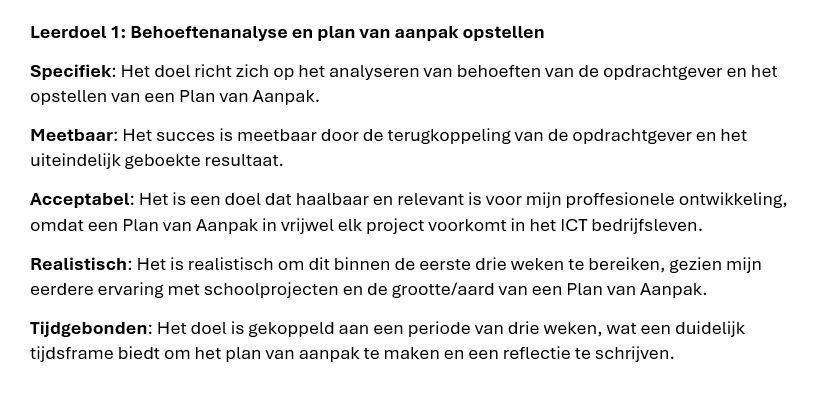 Leerdoel 1: Behoeftenanalyse en plan van aanpak opstellen
Specifiek: Het doel richt zich op het analyseren van behoeften van de opdrachtgever en het
opstellen van een Plan van Aanpak.
Meetbaar: Het succes is meetbaar door de terugkoppeling van de opdrachtgever en het
uiteindelijk geboekte resultaat.
Acceptabel: Het is een doel dat haalbaar en relevant is voor mijn proffesionele ontwikkeling,
omdat een Plan van Aanpak in vrijwel elk project voorkomt in het ICT bedrijfsleven.
Realistisch: Het is realistisch om dit binnen de eerste drie weken te bereiken, gezien mijn
eerdere ervaring met schoolprojecten en de grootte/aard van een Plan van Aanpak.
Tijdgebonden: Het doel is gekoppeld aan een periode van drie weken, wat een duidelijk
tijdsframe biedt om het plan van aanpak te maken en een reflectie te schrijven.